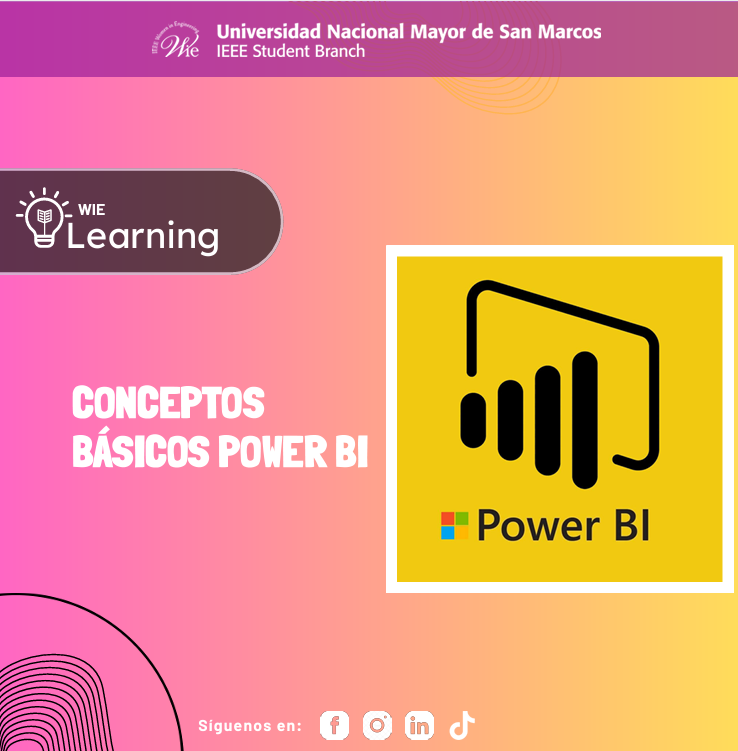 Universidad Nacional Mayor de San Marcos
IEEE Women in Engineering
Wie
IEEE Student Branch
WIE
Learning
CONCEPTOS
BÁSICOS POWER BI
Power BI
Síguenos en: